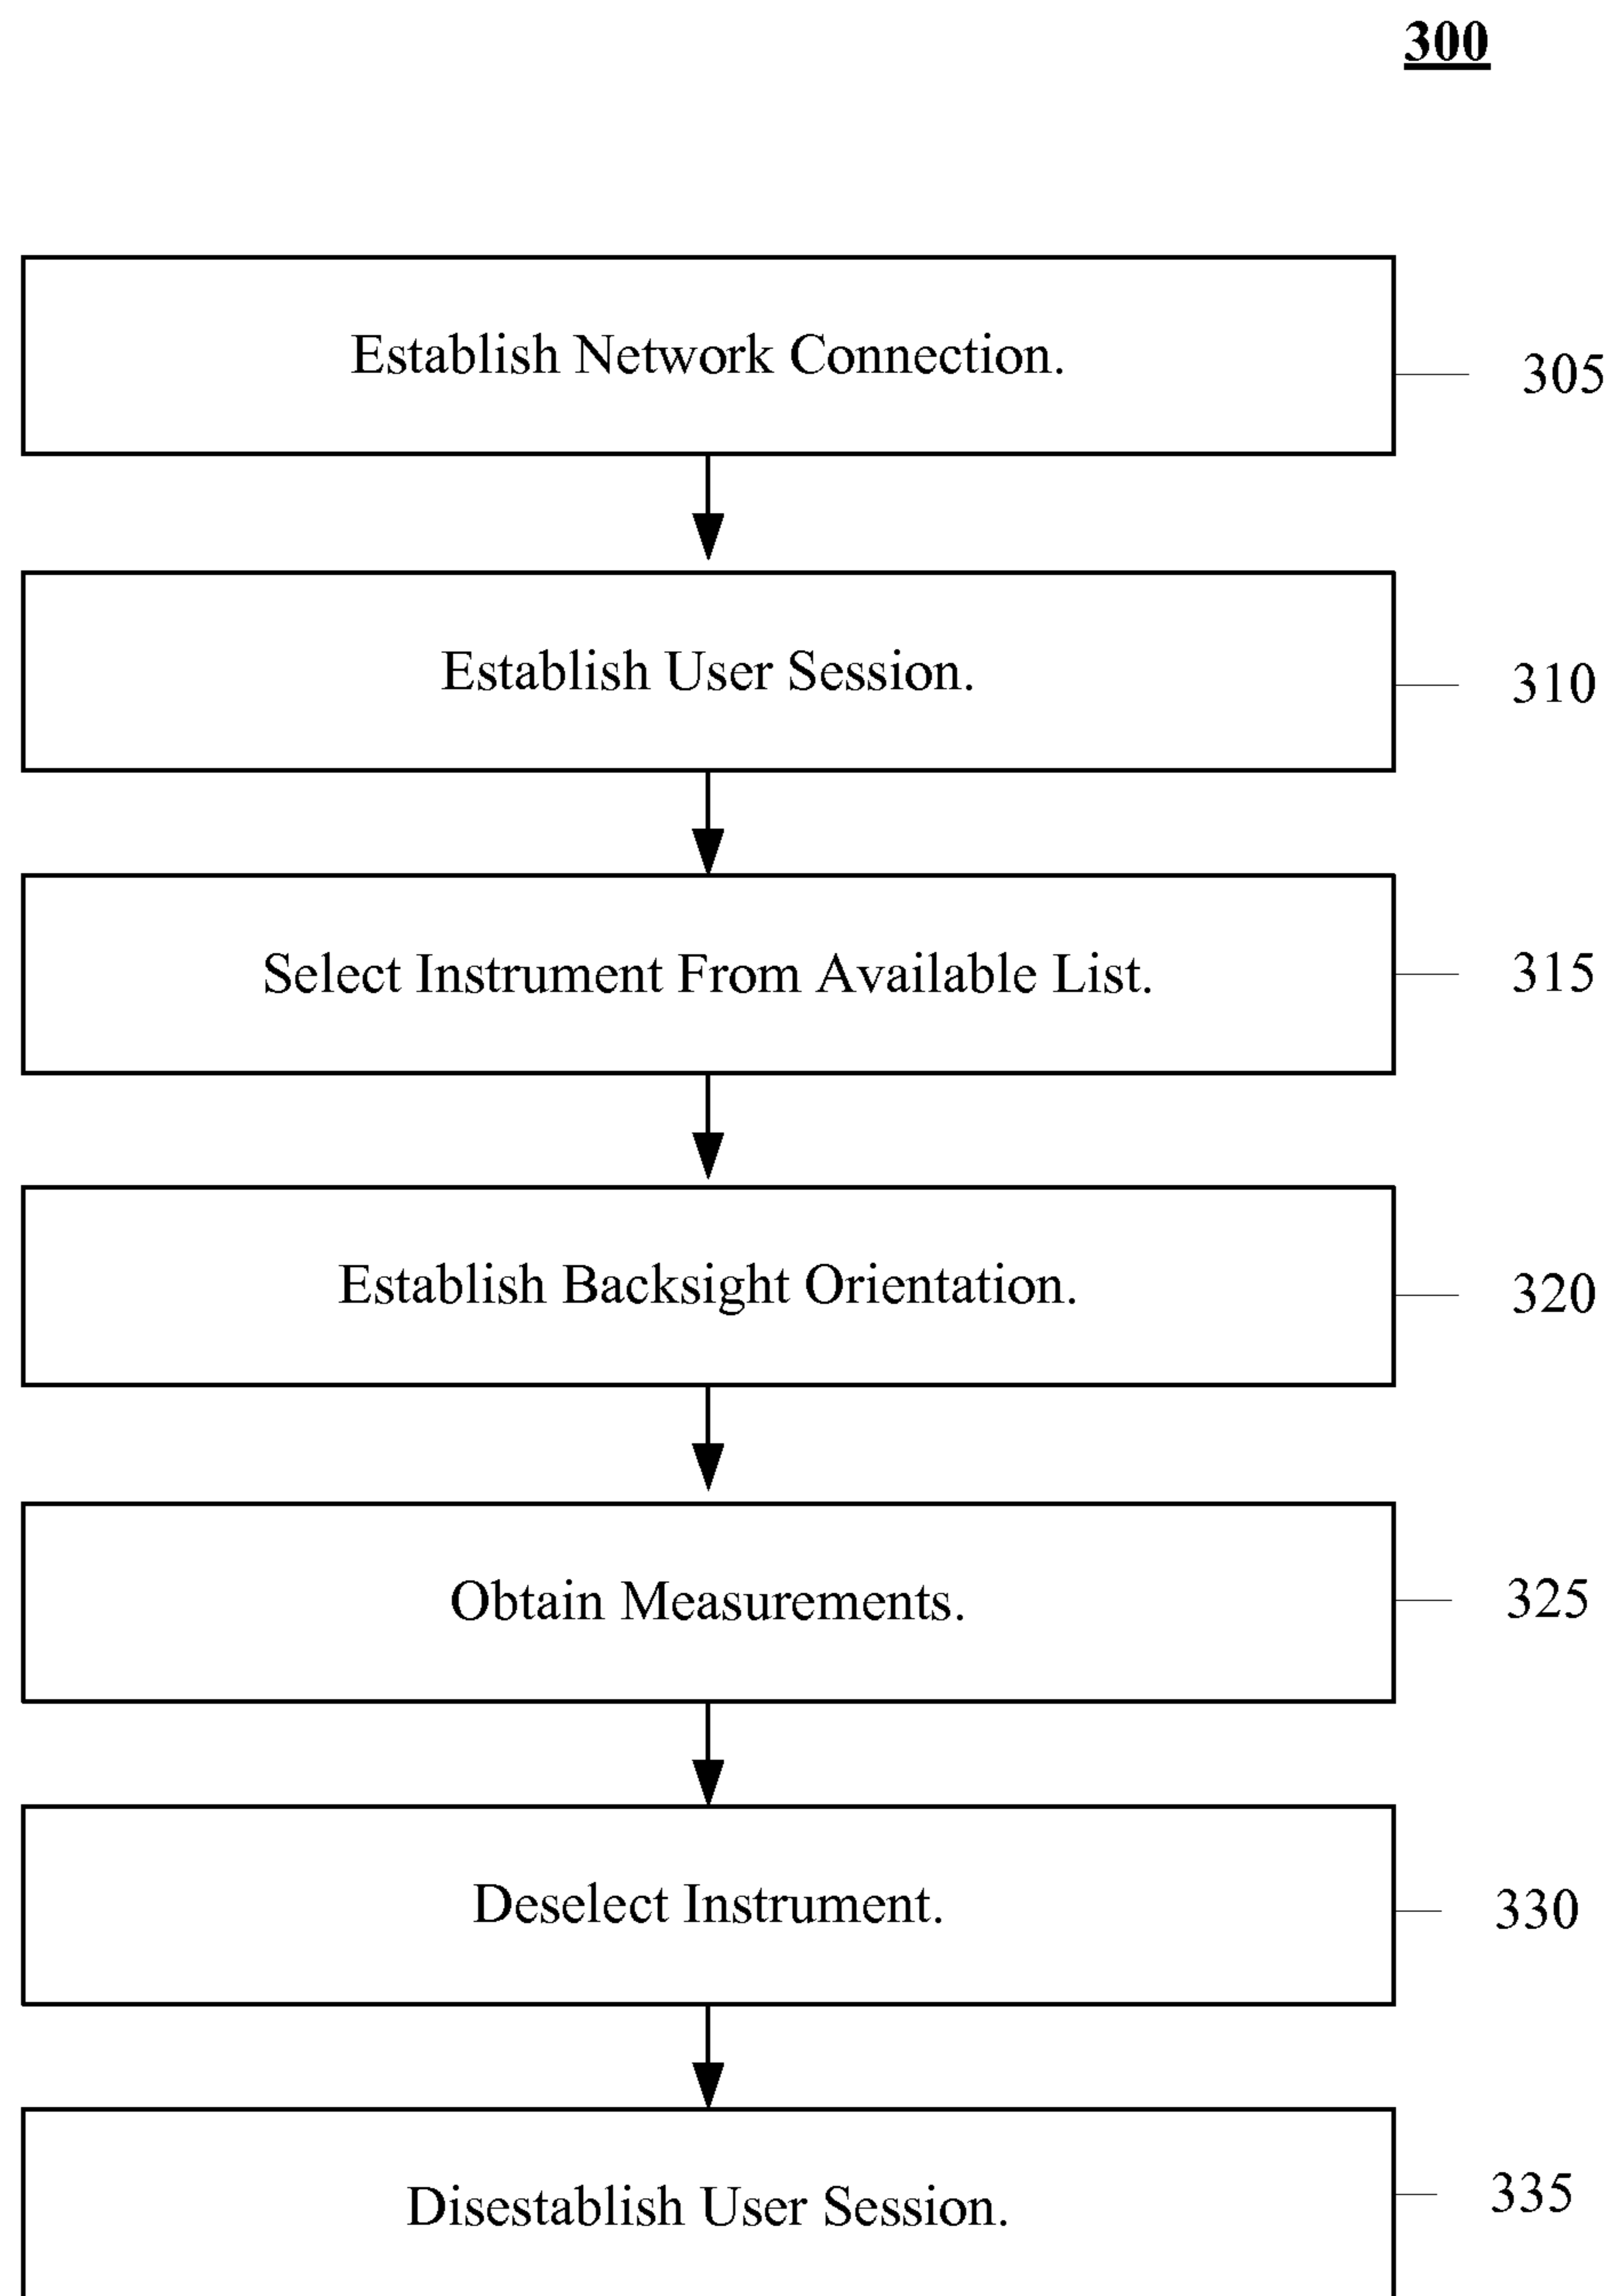 300
Establish Network Connection.
305
Establish User Session.
310
Select Instrument From Available List.
315
Establish Backsight Orientation.
320
Obtain Measurements.
325
Deselect Instrument.
330
Disestablish User Session.
335